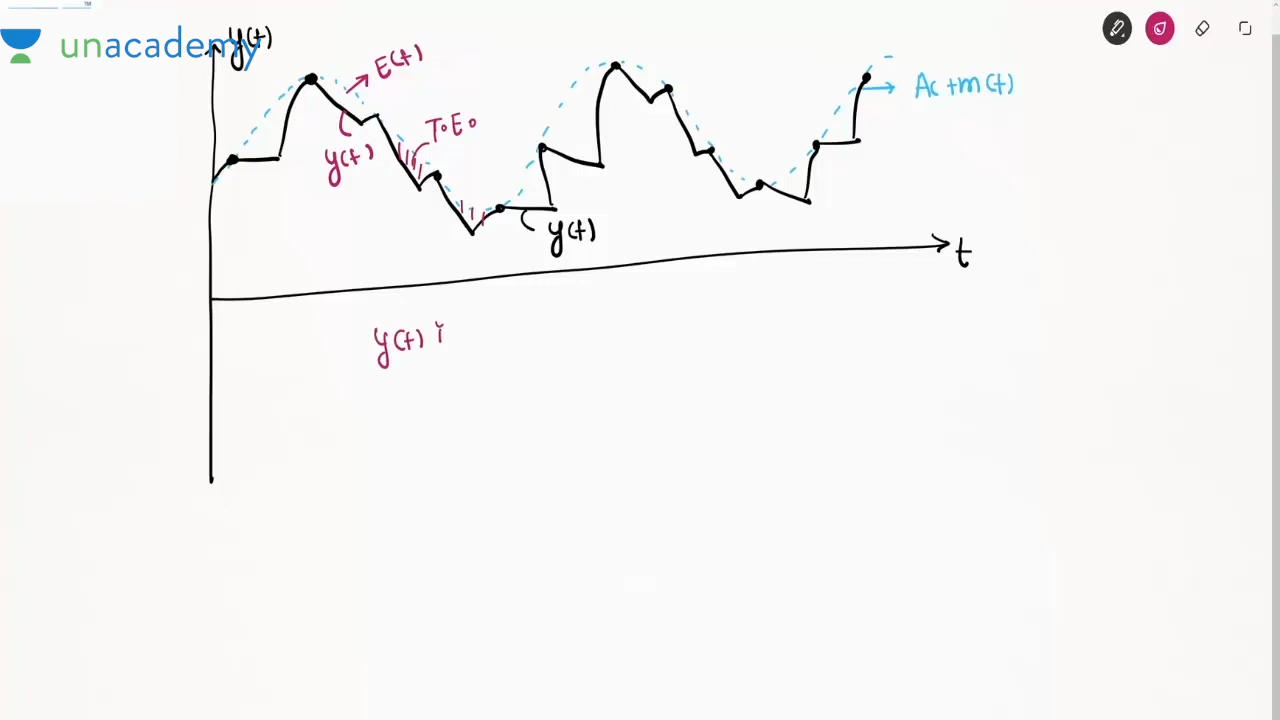 unacademy
y(t)
E(t)
Ac+m(t)
T.E.
y(t)
y(t)
t
y(t) i